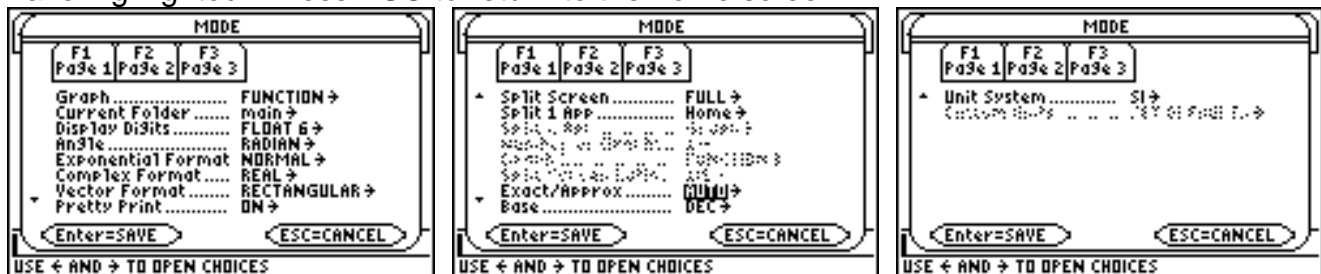 MODE
F1 F2 F3
Page 1 Page 2 Page 3
Graph.................... FUNCTION→
Current Folder ....... main→
Display Digits ......... FLOAT 6→
Angle.................... RADIAN→
Exponential Format NORMAL→
Complex Format..... REAL→
Vector Format........ RECTANGULAR→
Pretty Print............ ON→
Enter=SAVE ESC=CANCEL
USE ← AND → TO OPEN CHOICES
MODE
F1 F2 F3
Page 1 Page 2 Page 3
Split Screen............ FULL→
Split 1 App.............. Home→
Exact/Approx.......... AUTO→
Base....................... DEC→
Enter=SAVE ESC=CANCEL
USE ← AND → TO OPEN CHOICES
MODE
F1 F2 F3
Page 1 Page 2 Page 3
Unit System............. SI→
Enter=SAVE ESC=CANCEL
USE ← AND → TO OPEN CHOICES